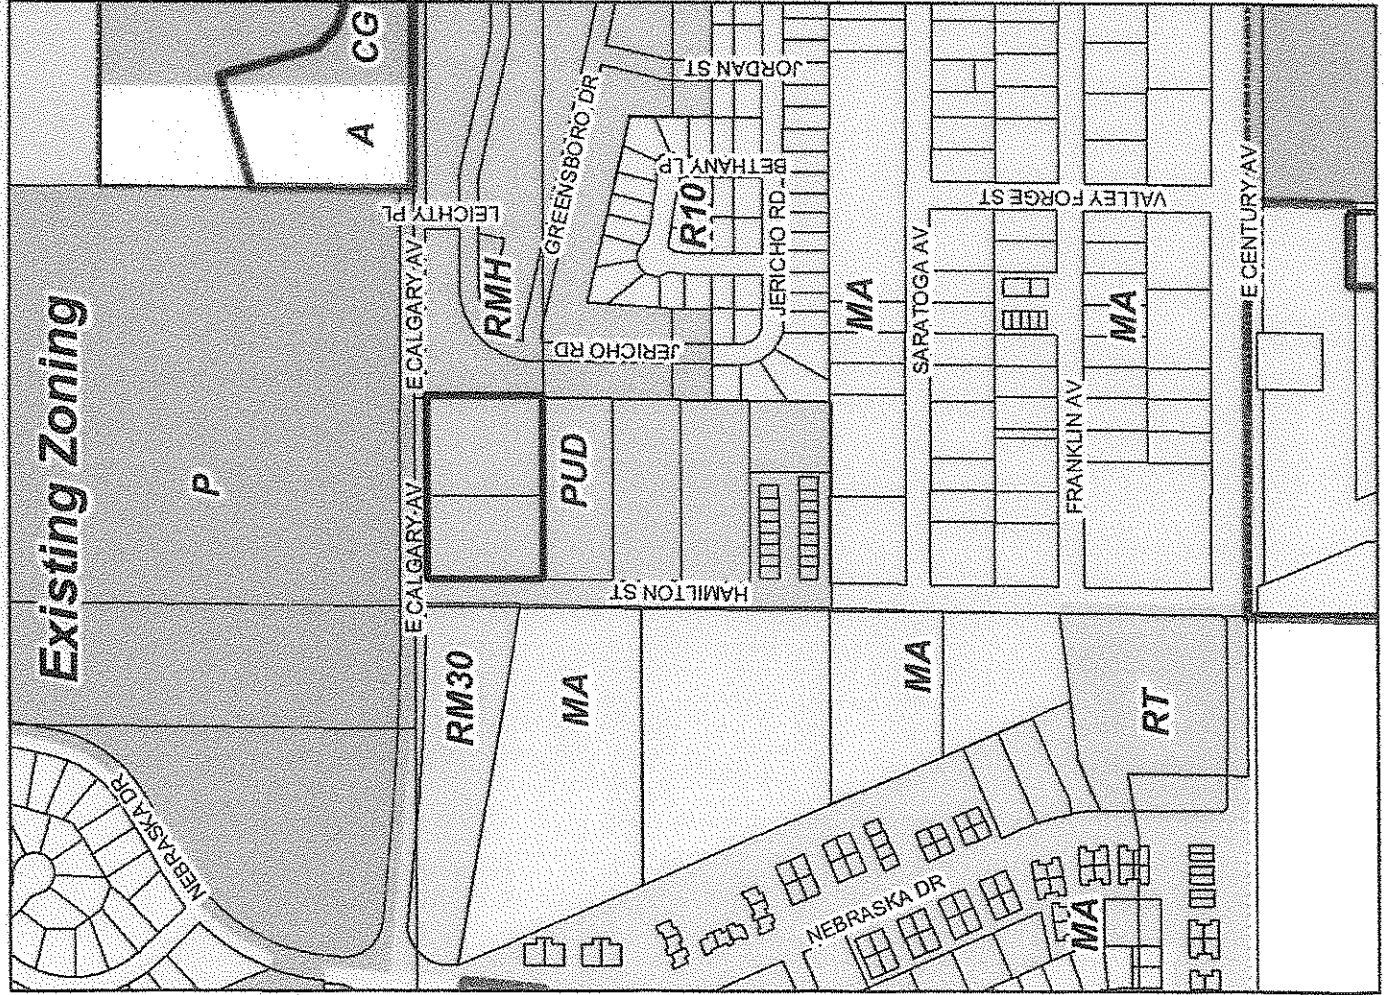 Existing Zoning
P
A
CG
E CALGARY AV
E CALGARY AV
E CALGARY AV
LEICHTY PL
RMH
GREENSBORO DR
JORDAN ST
BETHANY LP
R10
JERICHO RD
JERICHO RD
PUD
HAMILTON ST
MA
SARATOGA AV
VALLEY FORGE ST
FRANKLIN AV
MA
E CENTURY AV
NEBRASKA DR
RM30
MA
MA
RT
NEBRASKA DR
MA